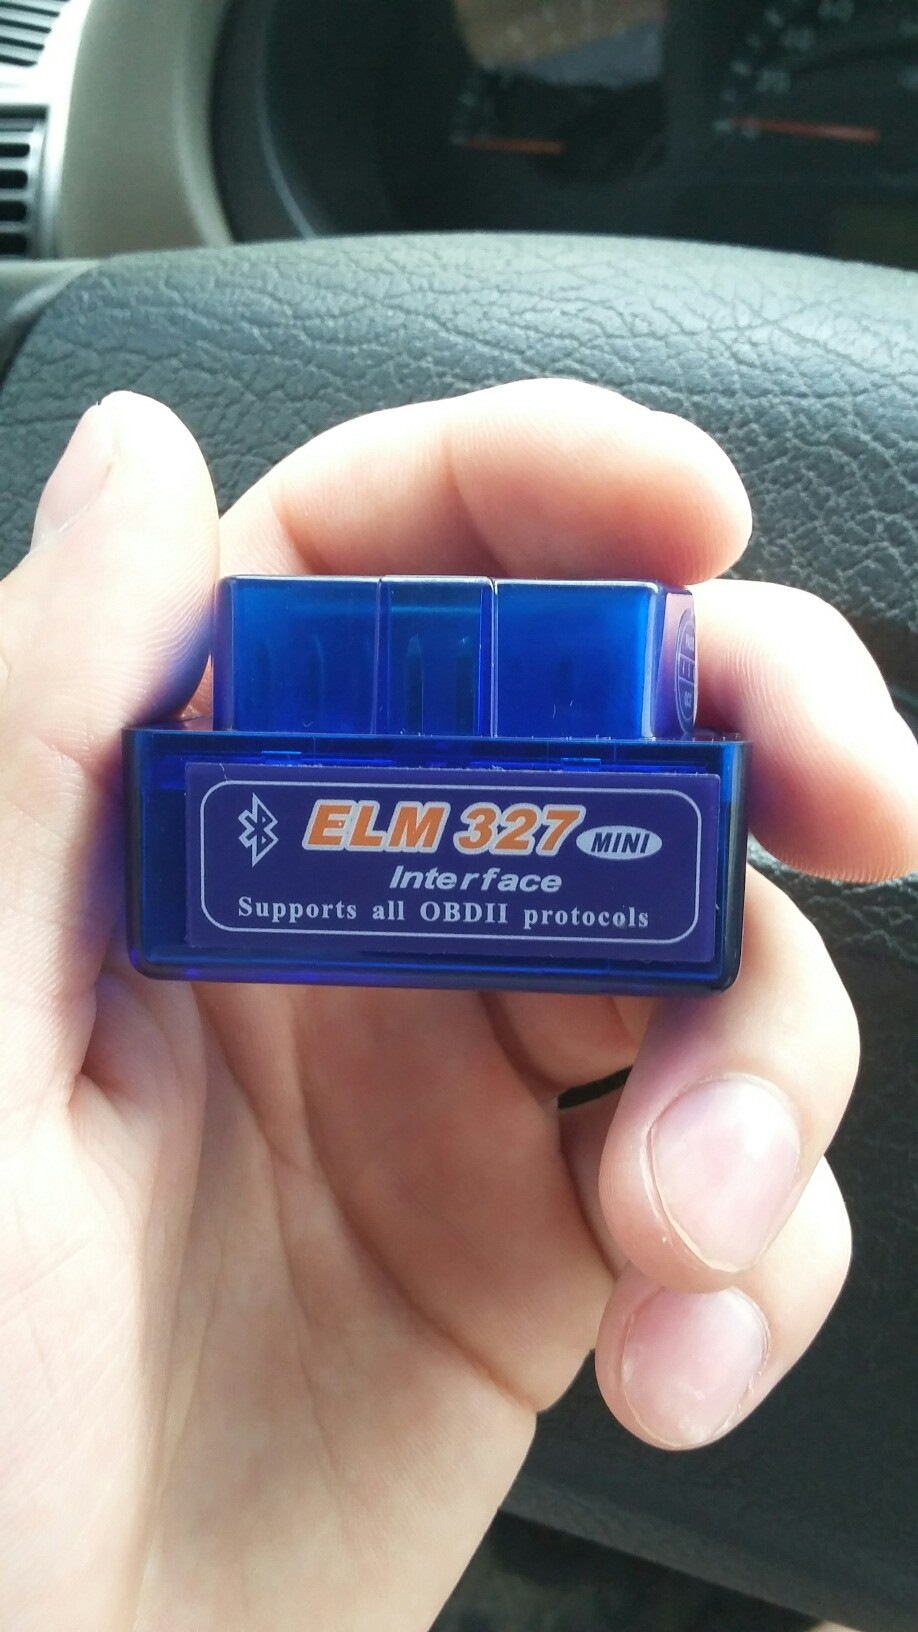 ELM 327 MINI
Interface
Supports all OBDII protocols